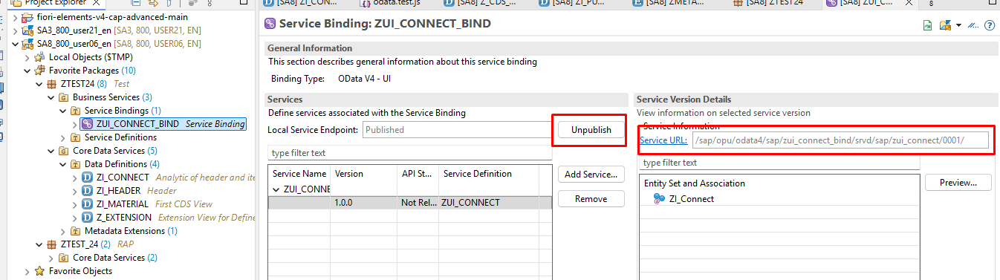 Project Explorer
[SA8] ZI_CON...
odata.test.js
[SA8] Z_CDS_...
[SA8] ZI_PU...
[SA8] ZMETA...
[SA8] ZTEST24
[SA8] ZUI_C...
8
fiori-elements-v4-cap-advanced-main
SA3_800_user21_en [SA3, 800, USER21, EN]
SA8_800_user06_en [SA8, 800, USER06, EN]
Local Objects ($TMP)
Favorite Packages (10)
ZTEST24 (8) Test
Business Services (3)
Service Bindings (1)
ZUI_CONNECT_BIND Service Binding
Service Definitions
Core Data Services (5)
Data Definitions (4)
ZI_CONNECT Analytic of header and ite
ZI_HEADER Header
ZI_MATERIAL First CDS View
Z_EXTENSION Extension View for Define
Metadata Extensions (1)
ZTEST_24 (2) RAP
Core Data Services (2)
Favorite Objects
Service Binding: ZUI_CONNECT_BIND
General Information
This section describes general information about this service binding
Binding Type: OData V4 - UI
Services
Define services associated with the Service Binding
Local Service Endpoint: Published
Unpublish
type filter text
Service Name Version API St... Service Definition
ZUI_CONNE
1.0.0 Not Rel... ZUI_CONNECT
Add Service...
Remove
Service Version Details
View information on selected service version
Service Information
Service URL: /sap/opu/odata4/sap/zui_connect_bind/srvd/sap/zui_connect/0001/
type filter text
Entity Set and Association
ZI_Connect
Preview...